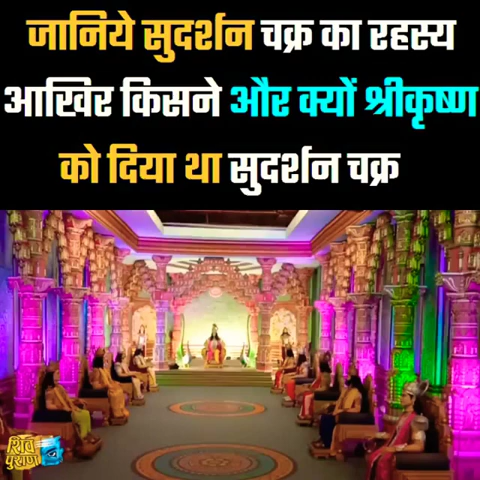 जानिये सुदर्शन चक्र का रहस्य
आखिर किसने और क्यों श्रीकृष्ण
को दिया था सुदर्शन चक्र
शिव
पुराण